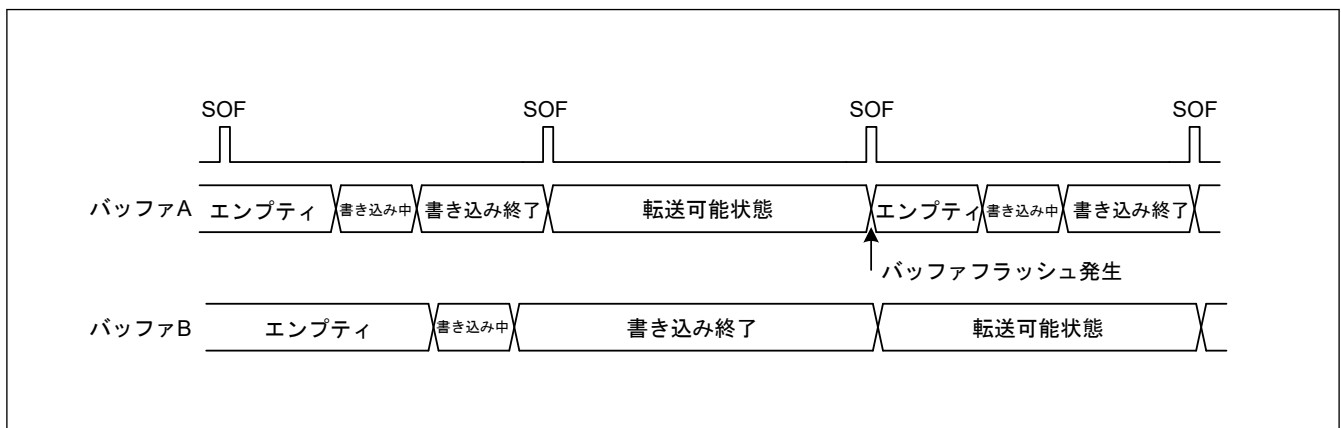 SOF SOF SOF SOF
バッファA エンプティ 書き込み中 書き込み終了 転送可能状態 エンプティ 書き込み中 書き込み終了
バッファフラッシュ発生
バッファB エンプティ 書き込み中 書き込み終了 転送可能状態